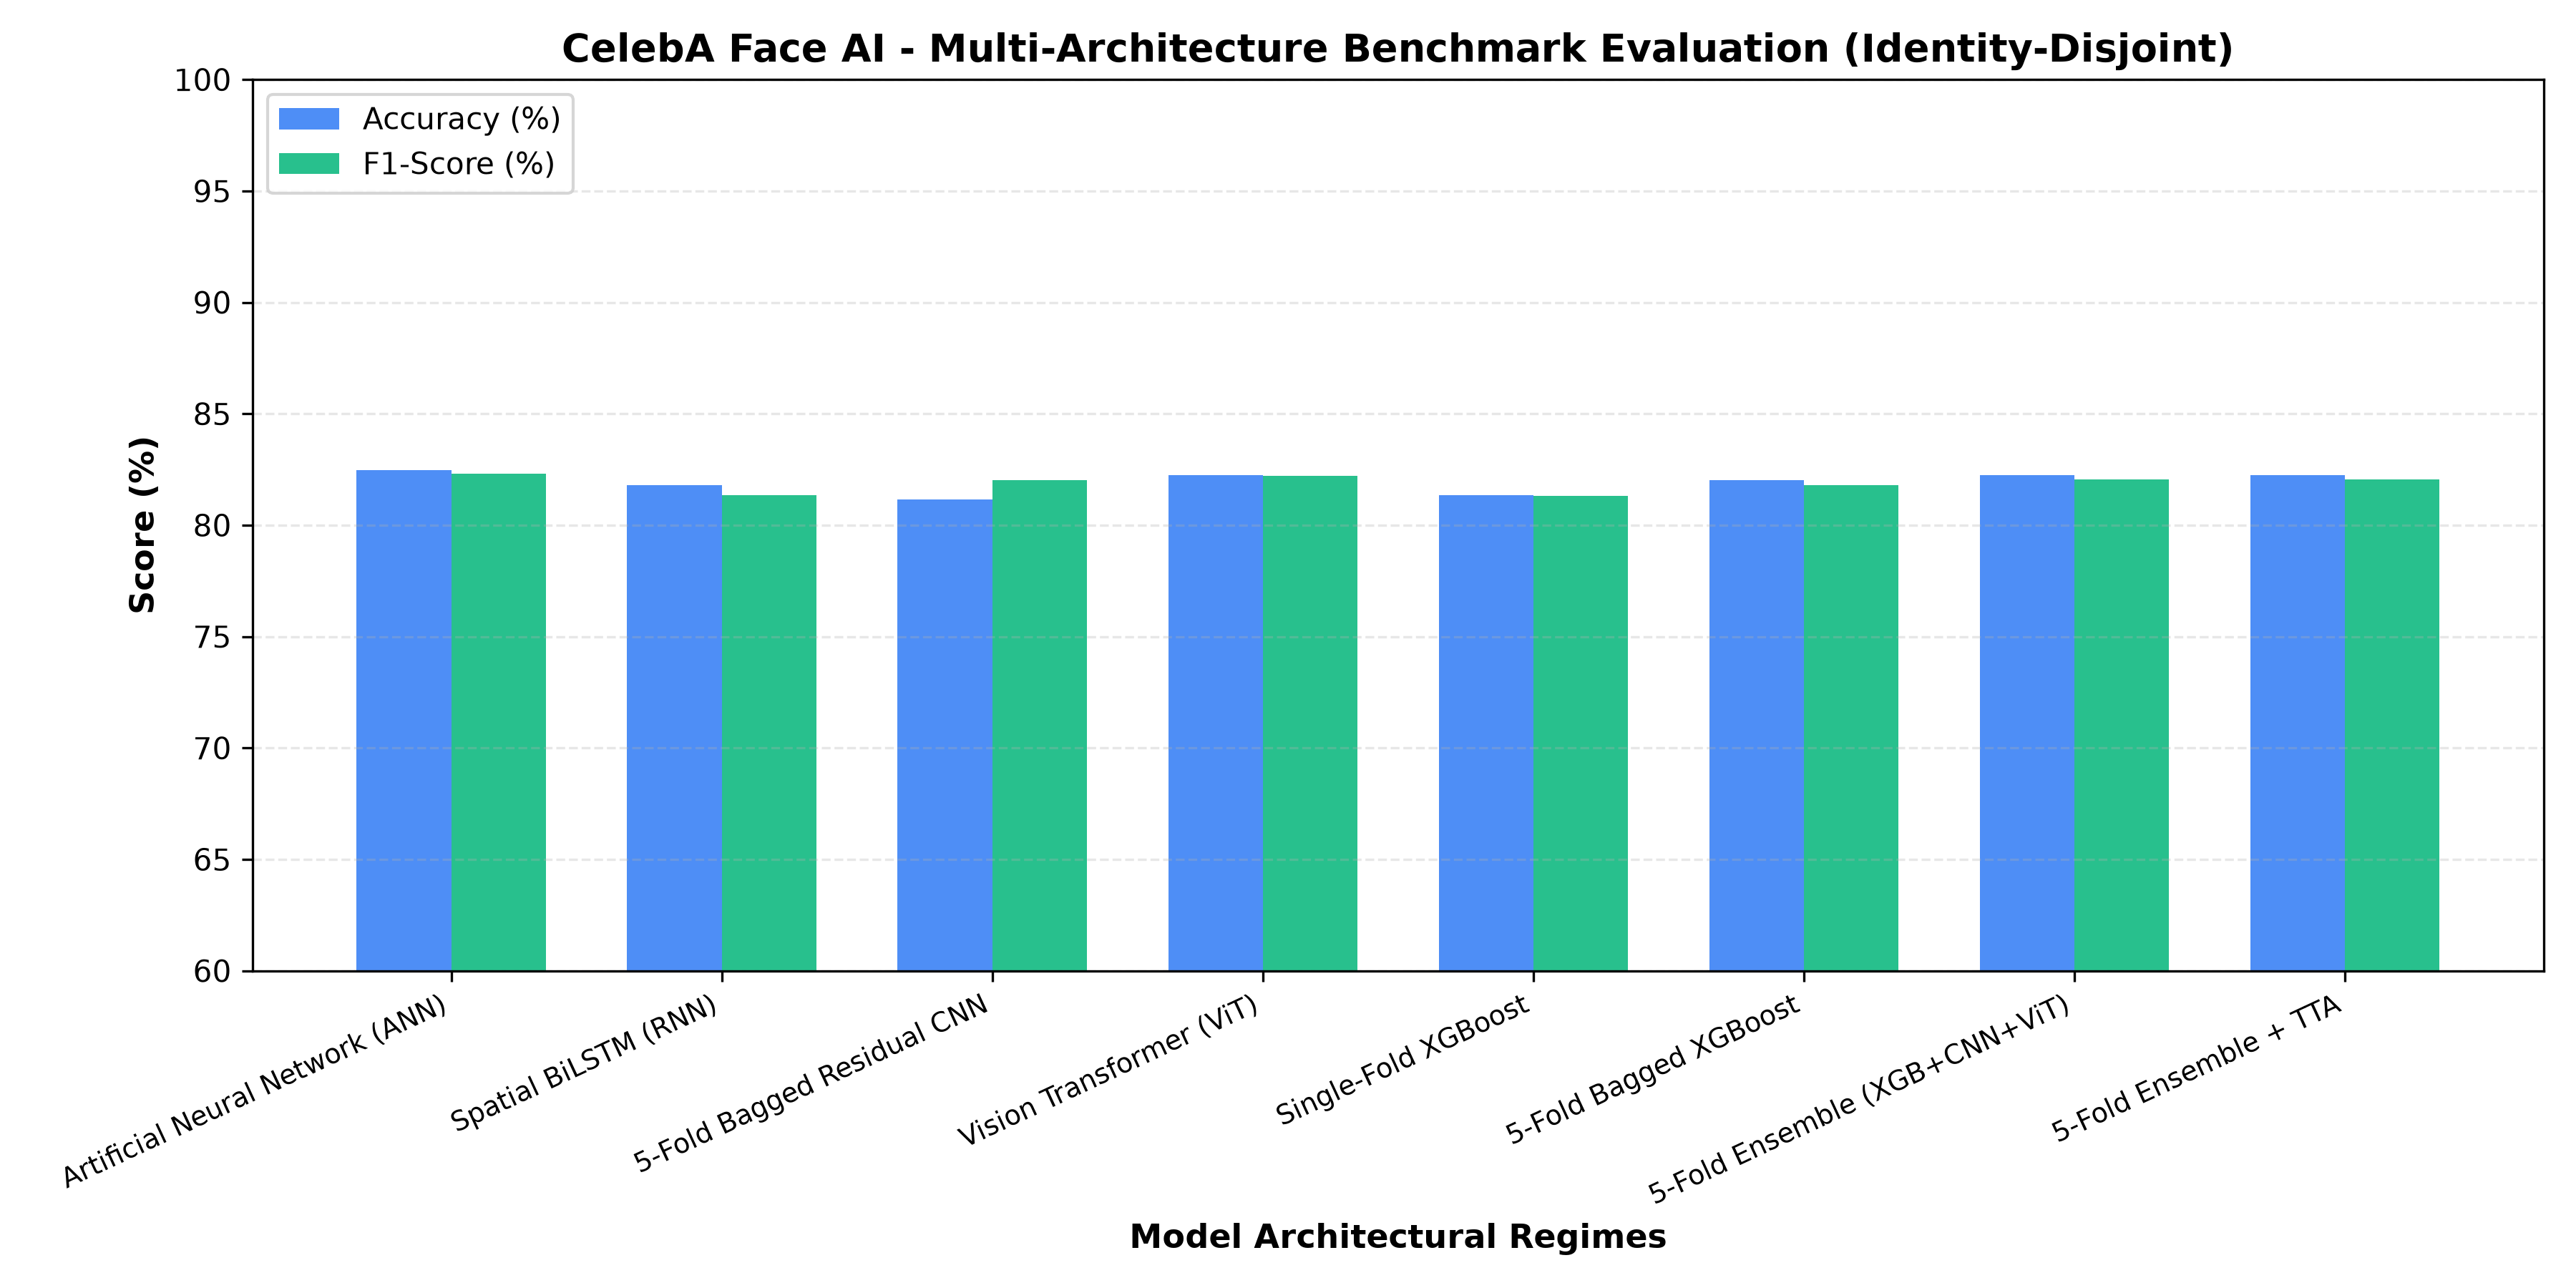 CelebA Face AI - Multi-Architecture Benchmark Evaluation (Identity-Disjoint)
Accuracy (%)
F1-Score (%)
Score (%)
100
95
90
85
80
75
70
65
60
Artificial Neural Network (ANN)
Spatial BiLSTM (RNN)
5-Fold Bagged Residual CNN
Vision Transformer (ViT)
Single-Fold XGBoost
5-Fold Bagged XGBoost
5-Fold Ensemble (XGB+CNN+ViT)
5-Fold Ensemble + TTA
Model Architectural Regimes